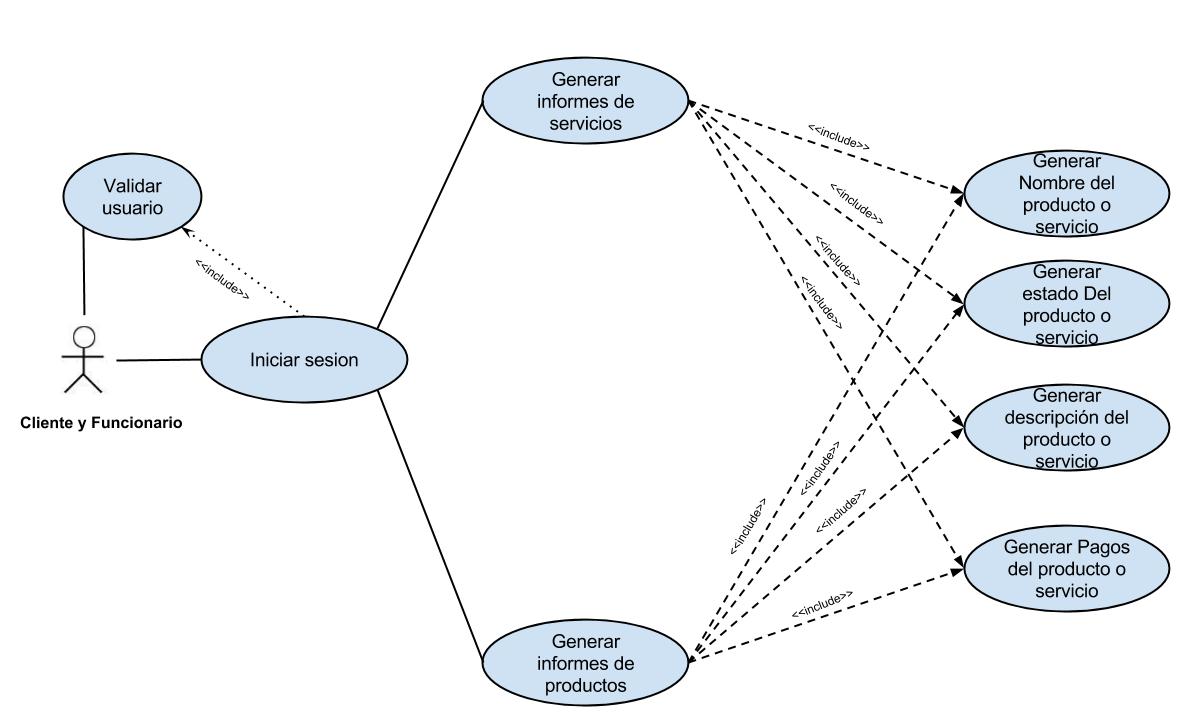 Generar
informes de
servicios
<<include>>
<<include>>
<<include>>
<<include>>
Generar
Nombre del
producto o
servicio
Validar
usuario
<<include>>
Generar
estado Del
producto o
servicio
Iniciar sesion
Cliente y Funcionario
Generar
descripción del
producto o
servicio
<<include>>
<<include>>
<<include>>
<<include>>
Generar Pagos
del producto o
servicio
Generar
informes de
productos